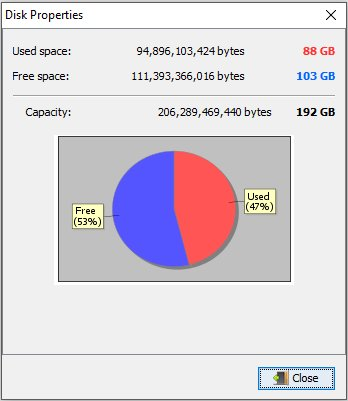 Disk Properties
Used space: 94,896,103,424 bytes 88 GB
Free space: 111,393,366,016 bytes 103 GB
Capacity: 206,289,469,440 bytes 192 GB
Used
(47%)
Free
(53%)
Close